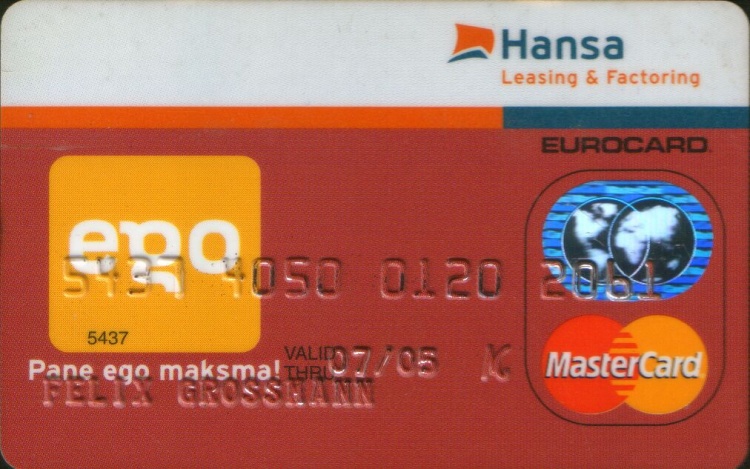 Hansa
Leasing & Factoring
EUROCARD
ego
5437 4050 0120 2061
5437
Pane ego maksma!
VALID THRU 07/05
FELIX GROSSMANN
MasterCard